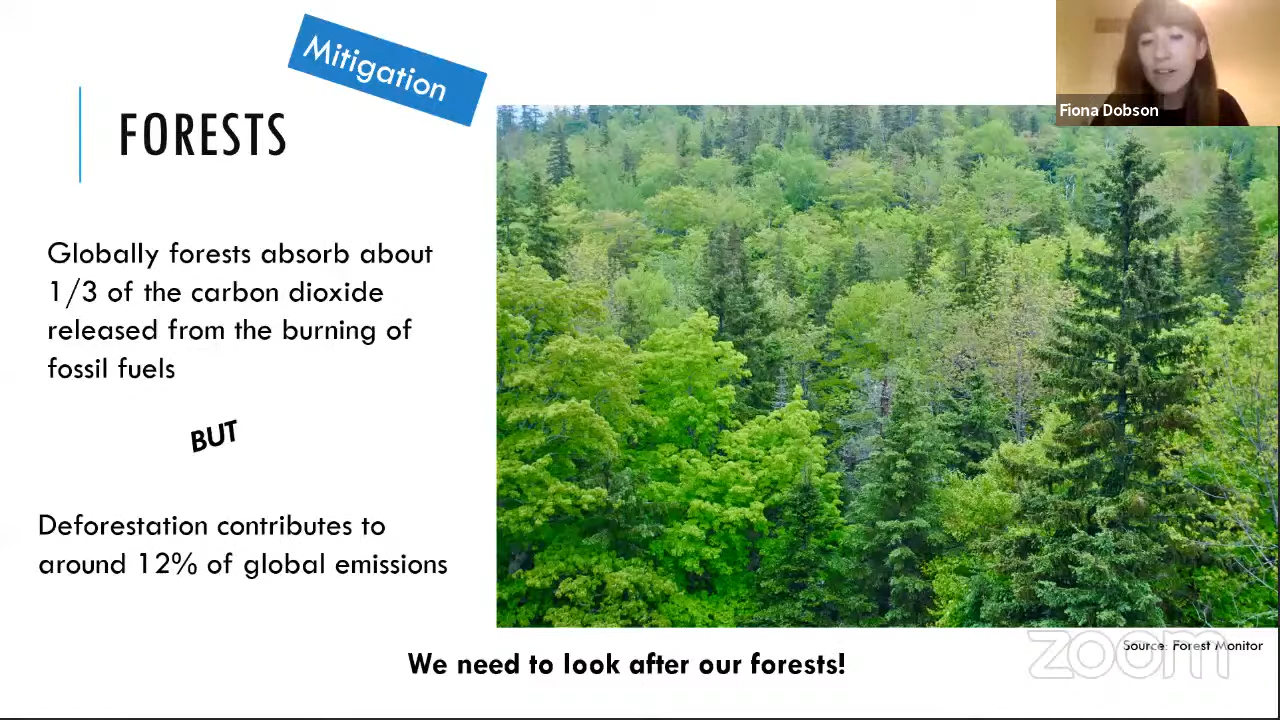 Mitigation
FORESTS
Fiona Dobson
Globally forests absorb about
1/3 of the carbon dioxide
released from the burning of
fossil fuels
BUT
Deforestation contributes to
around 12% of global emissions
Source: Forest Monitor
zoom
We need to look after our forests!